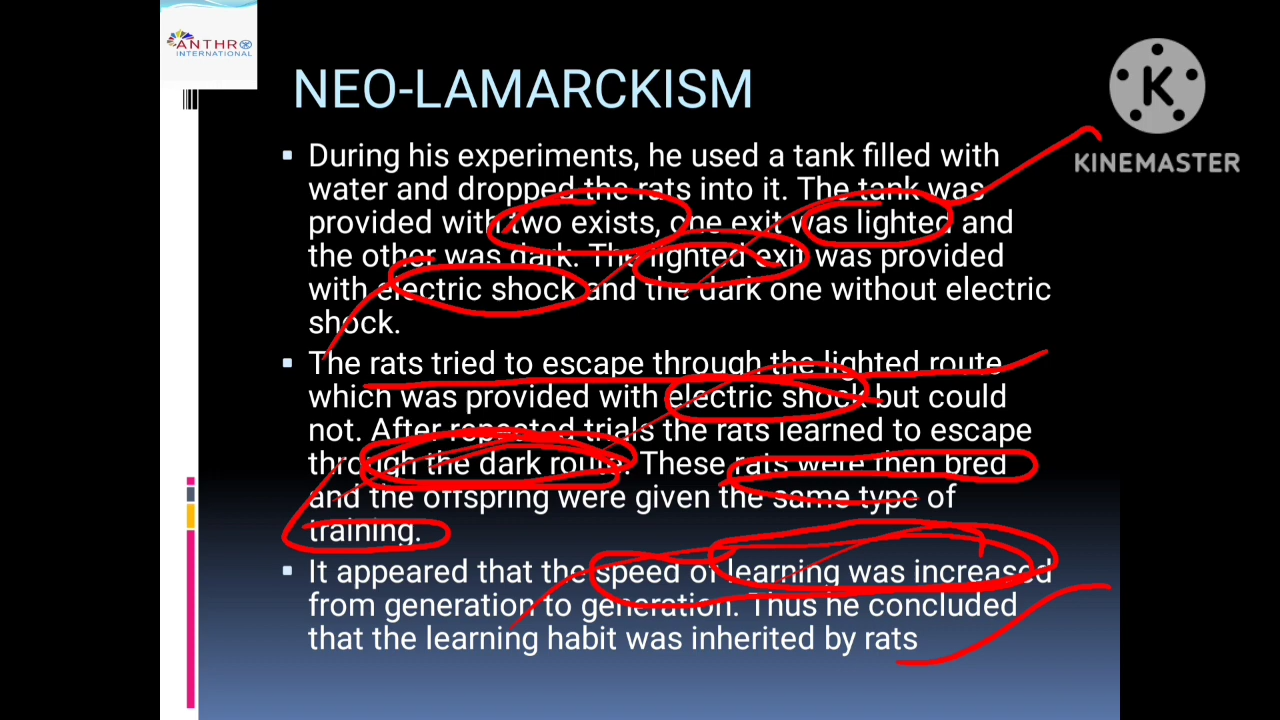 ANTHRO
INTERNATIONAL
NEO-LAMARCKISM
K
KINEMASTER
During his experiments, he used a tank filled with
water and dropped the rats into it. The tank was
provided with two exists, one exit was lighted and
the other was dark. The lighted exit was provided
with electric shock and the dark one without electric
shock.
The rats tried to escape through the lighted route
which was provided with electric shock but could
not. After repeated trials the rats learned to escape
through the dark route. These rats were then bred
and the offspring were given the same type of
training.
It appeared that the speed of learning was increased
from generation to generation. Thus he concluded
that the learning habit was inherited by rats